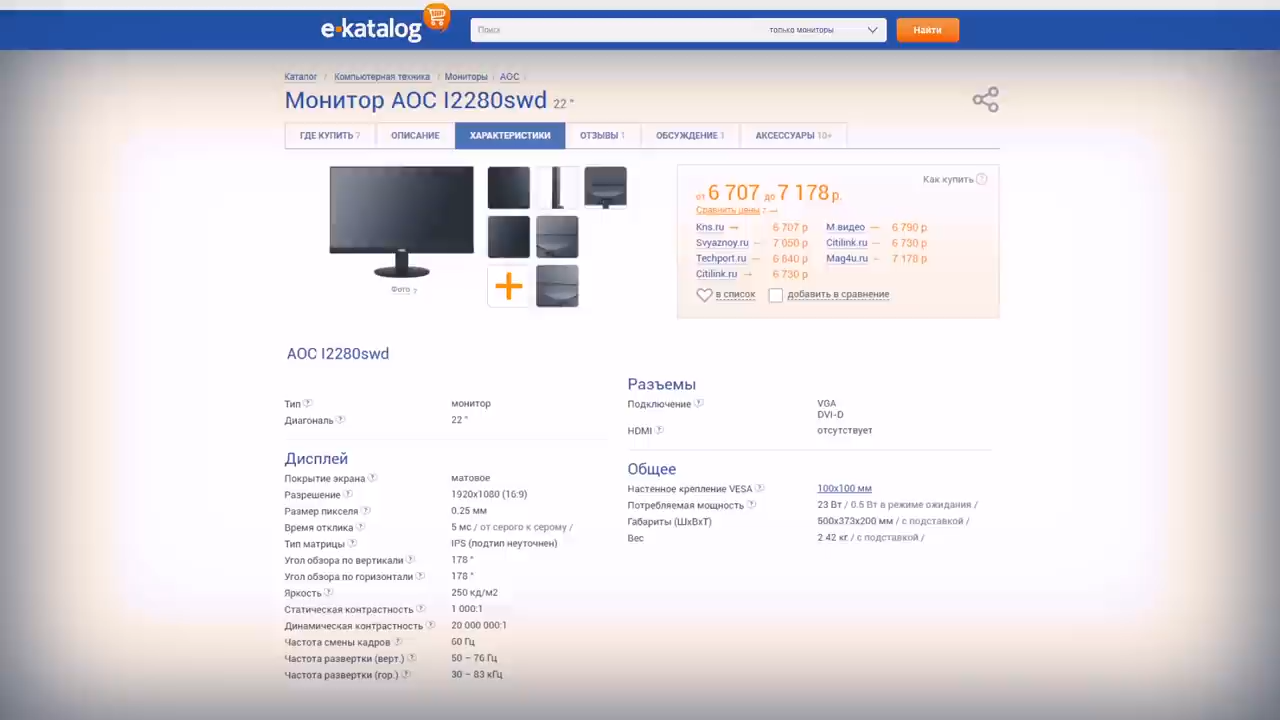 e-katalog
Поиск
только мониторы
Найти
Каталог / Компьютерная техника / Мониторы / AOC /
Монитор AOC I2280swd 22 "
ГДЕ КУПИТЬ 7
ОПИСАНИЕ
ХАРАКТЕРИСТИКИ
ОТЗЫВЫ 1
ОБСУЖДЕНИЕ 1
АКСЕССУАРЫ 10+
Фото 7
Как купить ?
от 6 707 до 7 178 р.
Сравнить цены 7 →
Kns.ru → 6 707 р
М.видео → 6 790 р
Svyaznoy.ru → 7 050 р
Citilink.ru → 6 730 р
Techport.ru → 6 640 р
Mag4u.ru → 7 178 р
Citilink.ru → 6 730 р
в список
добавить в сравнение
AOC I2280swd
Тип ? монитор
Диагональ ? 22 "
Дисплей
Покрытие экрана ? матовое
Разрешение ? 1920x1080 (16:9)
Размер пикселя ? 0.25 мм
Время отклика ? 5 мс / от серого к серому /
Тип матрицы ? IPS (подтип неуточнен)
Угол обзора по вертикали ? 178 °
Угол обзора по горизонтали ? 178 °
Яркость ? 250 кд/м2
Статическая контрастность ? 1 000:1
Динамическая контрастность ? 20 000 000:1
Частота смены кадров ? 60 Гц
Частота развертки (верт.) ? 50 – 76 Гц
Частота развертки (гор.) ? 30 – 83 кГц
Разъемы
Подключение ? VGA
DVI-D
HDMI ? отсутствует
Общее
Настенное крепление VESA ? 100x100 мм
Потребляемая мощность ? 23 Вт / 0.5 Вт в режиме ожидания /
Габариты (ШхВхТ) 500x373x200 мм / с подставкой /
Вес 2.42 кг / с подставкой /